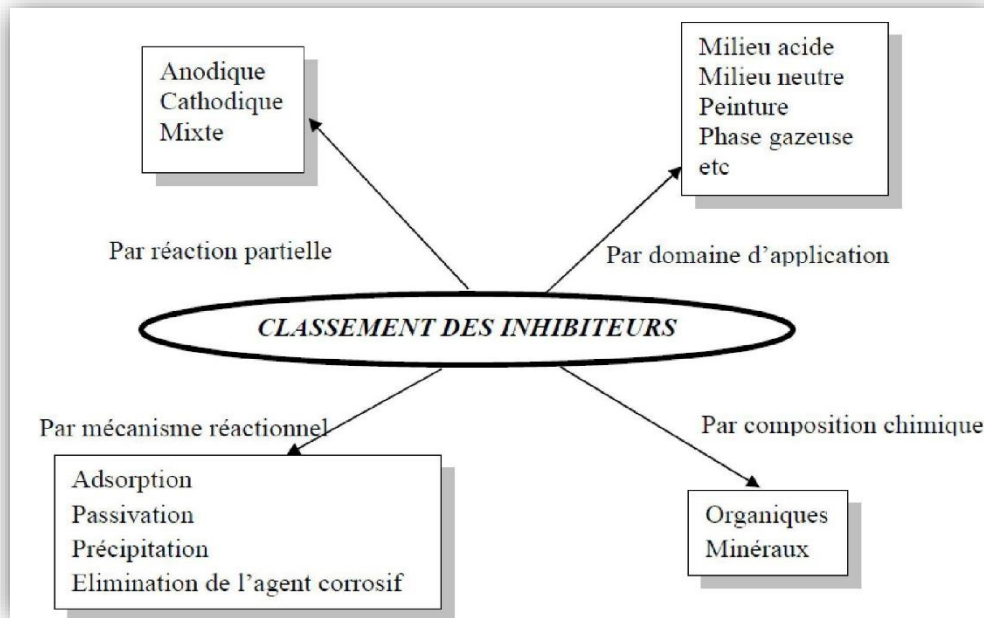 Anodique
Cathodique
Mixte
Milieu acide
Milieu neutre
Peinture
Phase gazeuse
etc
Par réaction partielle
Par domaine d’application
CLASSEMENT DES INHIBITEURS
Par mécanisme réactionnel
Par composition chimique
Adsorption
Passivation
Précipitation
Elimination de l’agent corrosif
Organiques
Minéraux